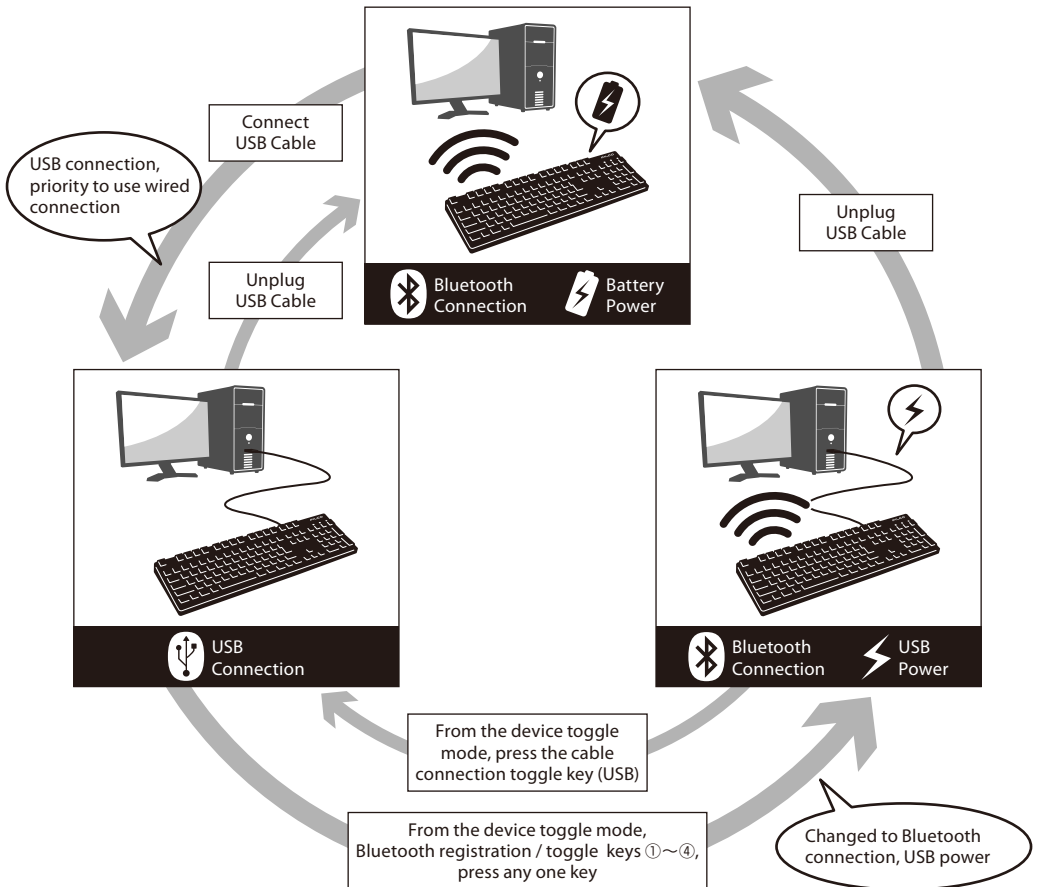 Connect
USB Cable
USB connection,
priority to use wired
connection
Unplug
USB Cable
Unplug
USB Cable
Bluetooth
Connection
Battery
Power
USB
Connection
Bluetooth
Connection
USB
Power
From the device toggle
mode, press the cable
connection toggle key (USB)
From the device toggle mode,
Bluetooth registration / toggle keys ①～④,
press any one key
Changed to Bluetooth
connection, USB power